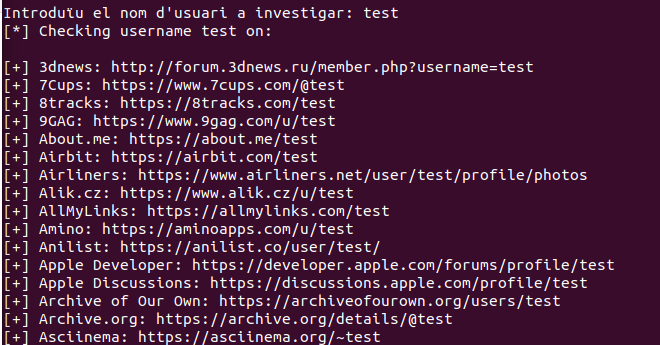 Introduïu el nom d'usuari a investigar: test
[*] Checking username test on:
[+] 3dnews: http://forum.3dnews.ru/member.php?username=test
[+] 7Cups: https://www.7cups.com/@test
[+] 8tracks: https://8tracks.com/test
[+] 9GAG: https://www.9gag.com/u/test
[+] About.me: https://about.me/test
[+] Airbit: https://airbit.com/test
[+] Airliners: https://www.airliners.net/user/test/profile/photos
[+] Alik.cz: https://www.alik.cz/u/test
[+] AllMyLinks: https://allmylinks.com/test
[+] Amino: https://aminoapps.com/u/test
[+] Anilist: https://anilist.co/user/test/
[+] Apple Developer: https://developer.apple.com/forums/profile/test
[+] Apple Discussions: https://discussions.apple.com/profile/test
[+] Archive of Our Own: https://archiveofourown.org/users/test
[+] Archive.org: https://archive.org/details/@test
[+] Asciinema: https://asciinema.org/~test